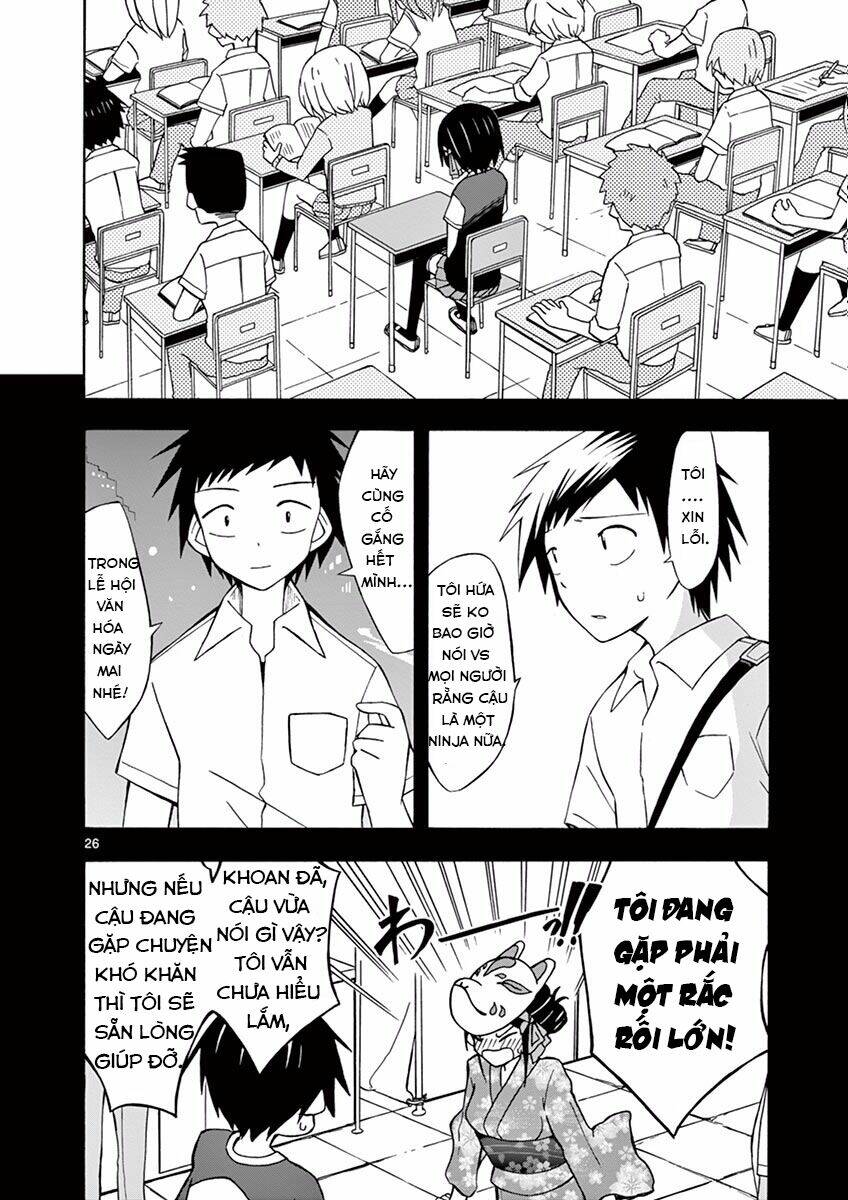 TÔI
....
XIN
LỖI.
TÔI HỨA
SẼ KO
BAO GIỜ
NÓI VS
MỌI NGƯỜI
RẰNG CẬU
LÀ MỘT
NINJA NỮA.
HÃY
CÙNG
CỐ
GẮNG
HẾT
MÌNH...
TRONG
LỄ HỘI
VĂN
HÓA
NGÀY
MAI
NHÉ!
26
TÔI ĐANG
GẶP PHẢI
MỘT RẮC
RỐI LỚN!
わーー!!!
KHOAN ĐÃ,
CẬU VỪA
NÓI GÌ VẬY?
TÔI VẪN
CHƯA HIỂU
LẮM,
NHƯNG NẾU
CẬU ĐANG
GẶP CHUYỆN
KHÓ KHĂN
THÌ TÔI SẼ
SẴN LÒNG
GIÚP ĐỠ.